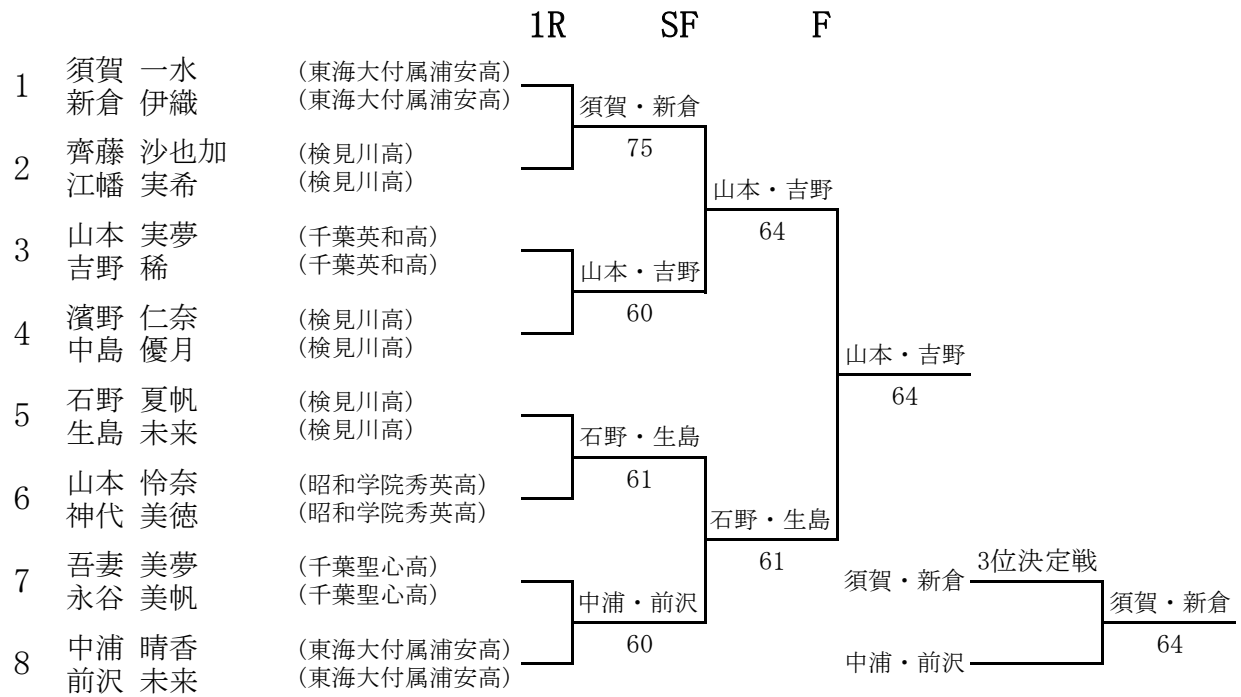 1R SF F
1 須賀 一水 (東海大付属浦安高)
新倉 伊織 (東海大付属浦安高)
須賀・新倉
75
2 齊藤 沙也加 (検見川高)
江幡 実希 (検見川高)
山本・吉野
64
3 山本 実夢 (千葉英和高)
吉野 稀 (千葉英和高)
山本・吉野
60
4 濱野 仁奈 (検見川高)
中島 優月 (検見川高)
山本・吉野
64
5 石野 夏帆 (検見川高)
生島 未来 (検見川高)
石野・生島
61
6 山本 怜奈 (昭和学院秀英高)
神代 美徳 (昭和学院秀英高)
石野・生島
61
7 吾妻 美夢 (千葉聖心高)
永谷 美帆 (千葉聖心高)
中浦・前沢
60
8 中浦 晴香 (東海大付属浦安高)
前沢 未来 (東海大付属浦安高)
3位決定戦
須賀・新倉
須賀・新倉
64
中浦・前沢